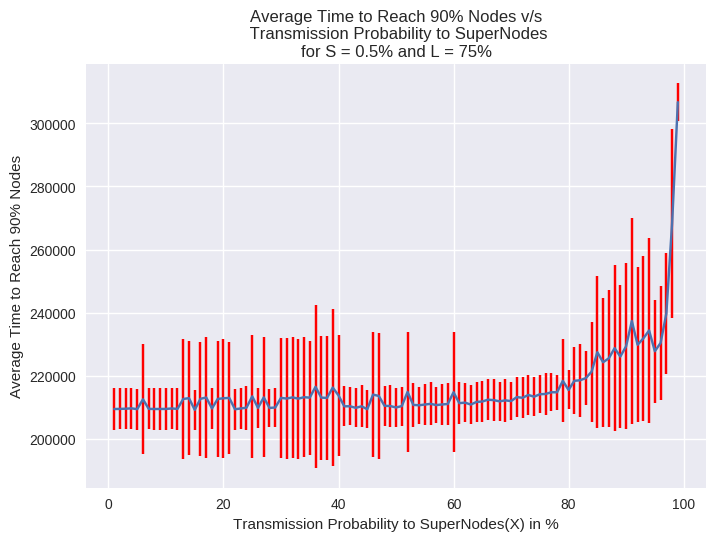 Average Time to Reach 90% Nodes v/s
Transmission Probability to SuperNodes
for S = 0.5% and L = 75%
Average Time to Reach 90% Nodes
300000
280000
260000
240000
220000
200000
0 20 40 60 80 100
Transmission Probability to SuperNodes(X) in %